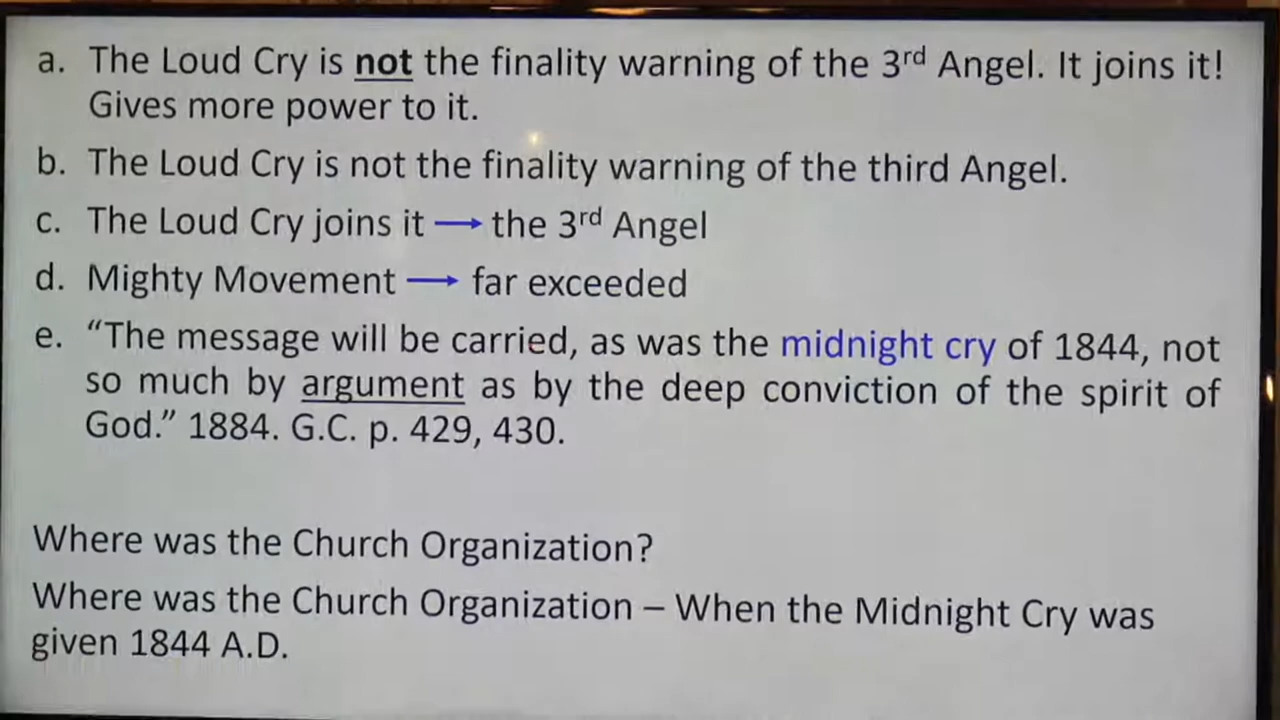 a. The Loud Cry is not the finality warning of the 3rd Angel. It joins it!
Gives more power to it.
b. The Loud Cry is not the finality warning of the third Angel.
c. The Loud Cry joins it → the 3rd Angel
d. Mighty Movement → far exceeded
e. “The message will be carried, as was the midnight cry of 1844, not
so much by argument as by the deep conviction of the spirit of
God.” 1884. G.C. p. 429, 430.
Where was the Church Organization?
Where was the Church Organization – When the Midnight Cry was
given 1844 A.D.